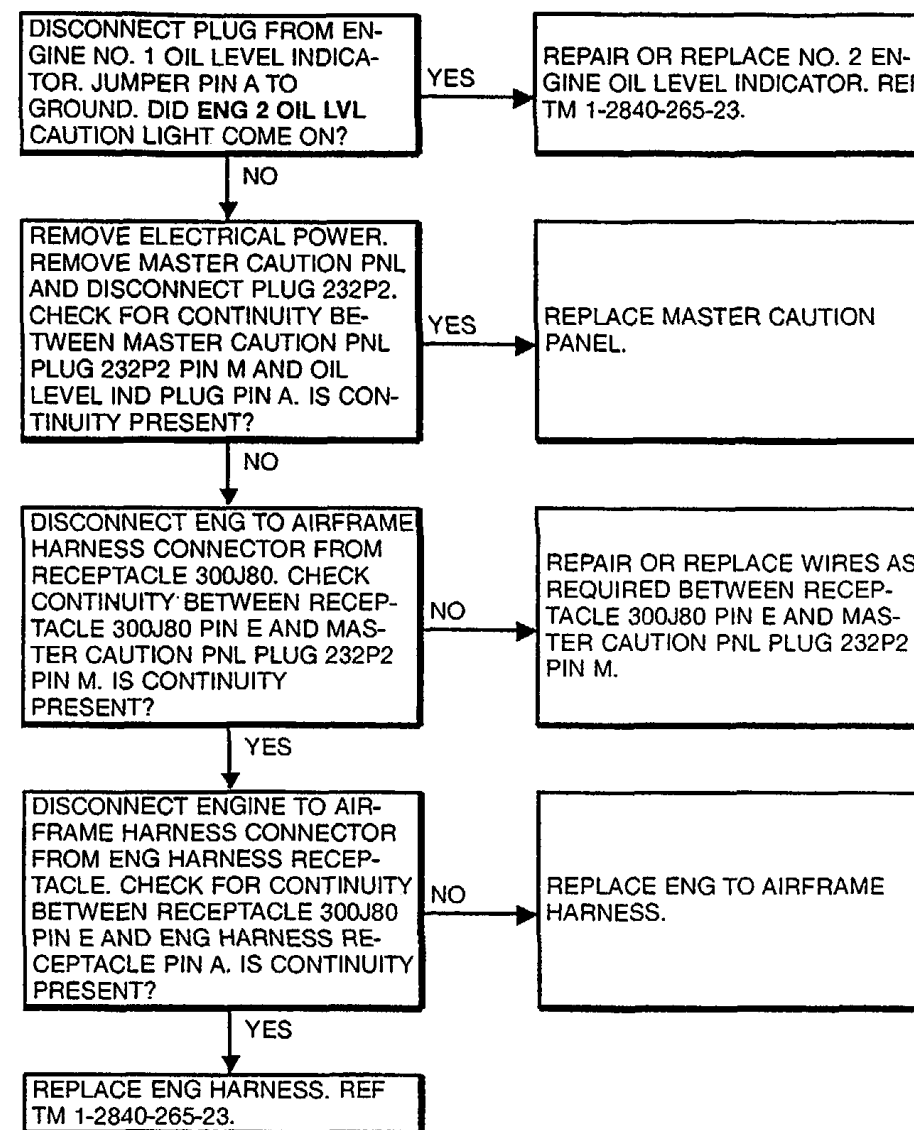 DISCONNECT PLUG FROM EN-
GINE NO. 1 OIL LEVEL INDICA-
TOR. JUMPER PIN A TO
GROUND. DID ENG 2 OIL LVL
CAUTION LIGHT COME ON?
YES
REPAIR OR REPLACE NO. 2 EN-
GINE OIL LEVEL INDICATOR. REF
TM 1-2840-265-23.
NO
REMOVE ELECTRICAL POWER.
REMOVE MASTER CAUTION PNL
AND DISCONNECT PLUG 232P2.
CHECK FOR CONTINUITY BE-
TWEEN MASTER CAUTION PNL
PLUG 232P2 PIN M AND OIL
LEVEL IND PLUG PIN A. IS CON-
TINUITY PRESENT?
YES
REPLACE MASTER CAUTION
PANEL.
NO
DISCONNECT ENG TO AIRFRAME
HARNESS CONNECTOR FROM
RECEPTACLE 300J80. CHECK
CONTINUITY BETWEEN RECEP-
TACLE 300J80 PIN E AND MAS-
TER CAUTION PNL PLUG 232P2
PIN M. IS CONTINUITY
PRESENT?
NO
REPAIR OR REPLACE WIRES AS
REQUIRED BETWEEN RECEP-
TACLE 300J80 PIN E AND MAS-
TER CAUTION PNL PLUG 232P2
PIN M.
YES
DISCONNECT ENGINE TO AIR-
FRAME HARNESS CONNECTOR
FROM ENG HARNESS RECEP-
TACLE. CHECK FOR CONTINUITY
BETWEEN RECEPTACLE 300J80
PIN E AND ENG HARNESS RE-
CEPTACLE PIN A. IS CONTINUITY
PRESENT?
NO
REPLACE ENG TO AIRFRAME
HARNESS.
YES
REPLACE ENG HARNESS. REF
TM 1-2840-265-23.